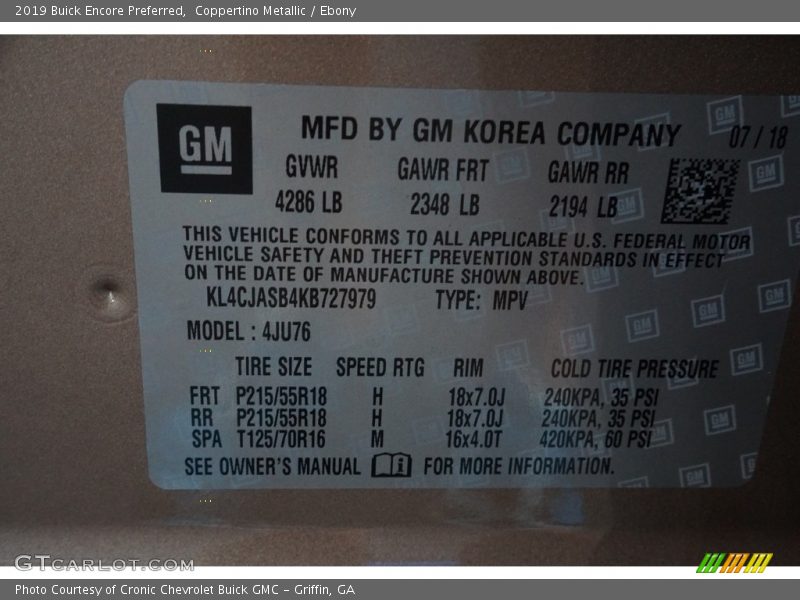 2019 Buick Encore Preferred, Coppertino Metallic / Ebony
GM
MFD BY GM KOREA COMPANY 07 / 18
GVWR GAWR FRT GAWR RR
4286 LB 2348 LB 2194 LB
THIS VEHICLE CONFORMS TO ALL APPLICABLE U.S. FEDERAL MOTOR
VEHICLE SAFETY AND THEFT PREVENTION STANDARDS IN EFFECT
ON THE DATE OF MANUFACTURE SHOWN ABOVE.
KL4CJASB4KB727979 TYPE: MPV
MODEL : 4JU76
TIRE SIZE SPEED RTG RIM COLD TIRE PRESSURE
FRT P215/55R18 H 18x7.0J 240KPA, 35 PSI
RR P215/55R18 H 18x7.0J 240KPA, 35 PSI
SPA T125/70R16 M 16x4.0T 420KPA, 60 PSI
SEE OWNER'S MANUAL i FOR MORE INFORMATION.
GTCARLOT.COM
Photo Courtesy of Cronic Chevrolet Buick GMC – Griffin, GA